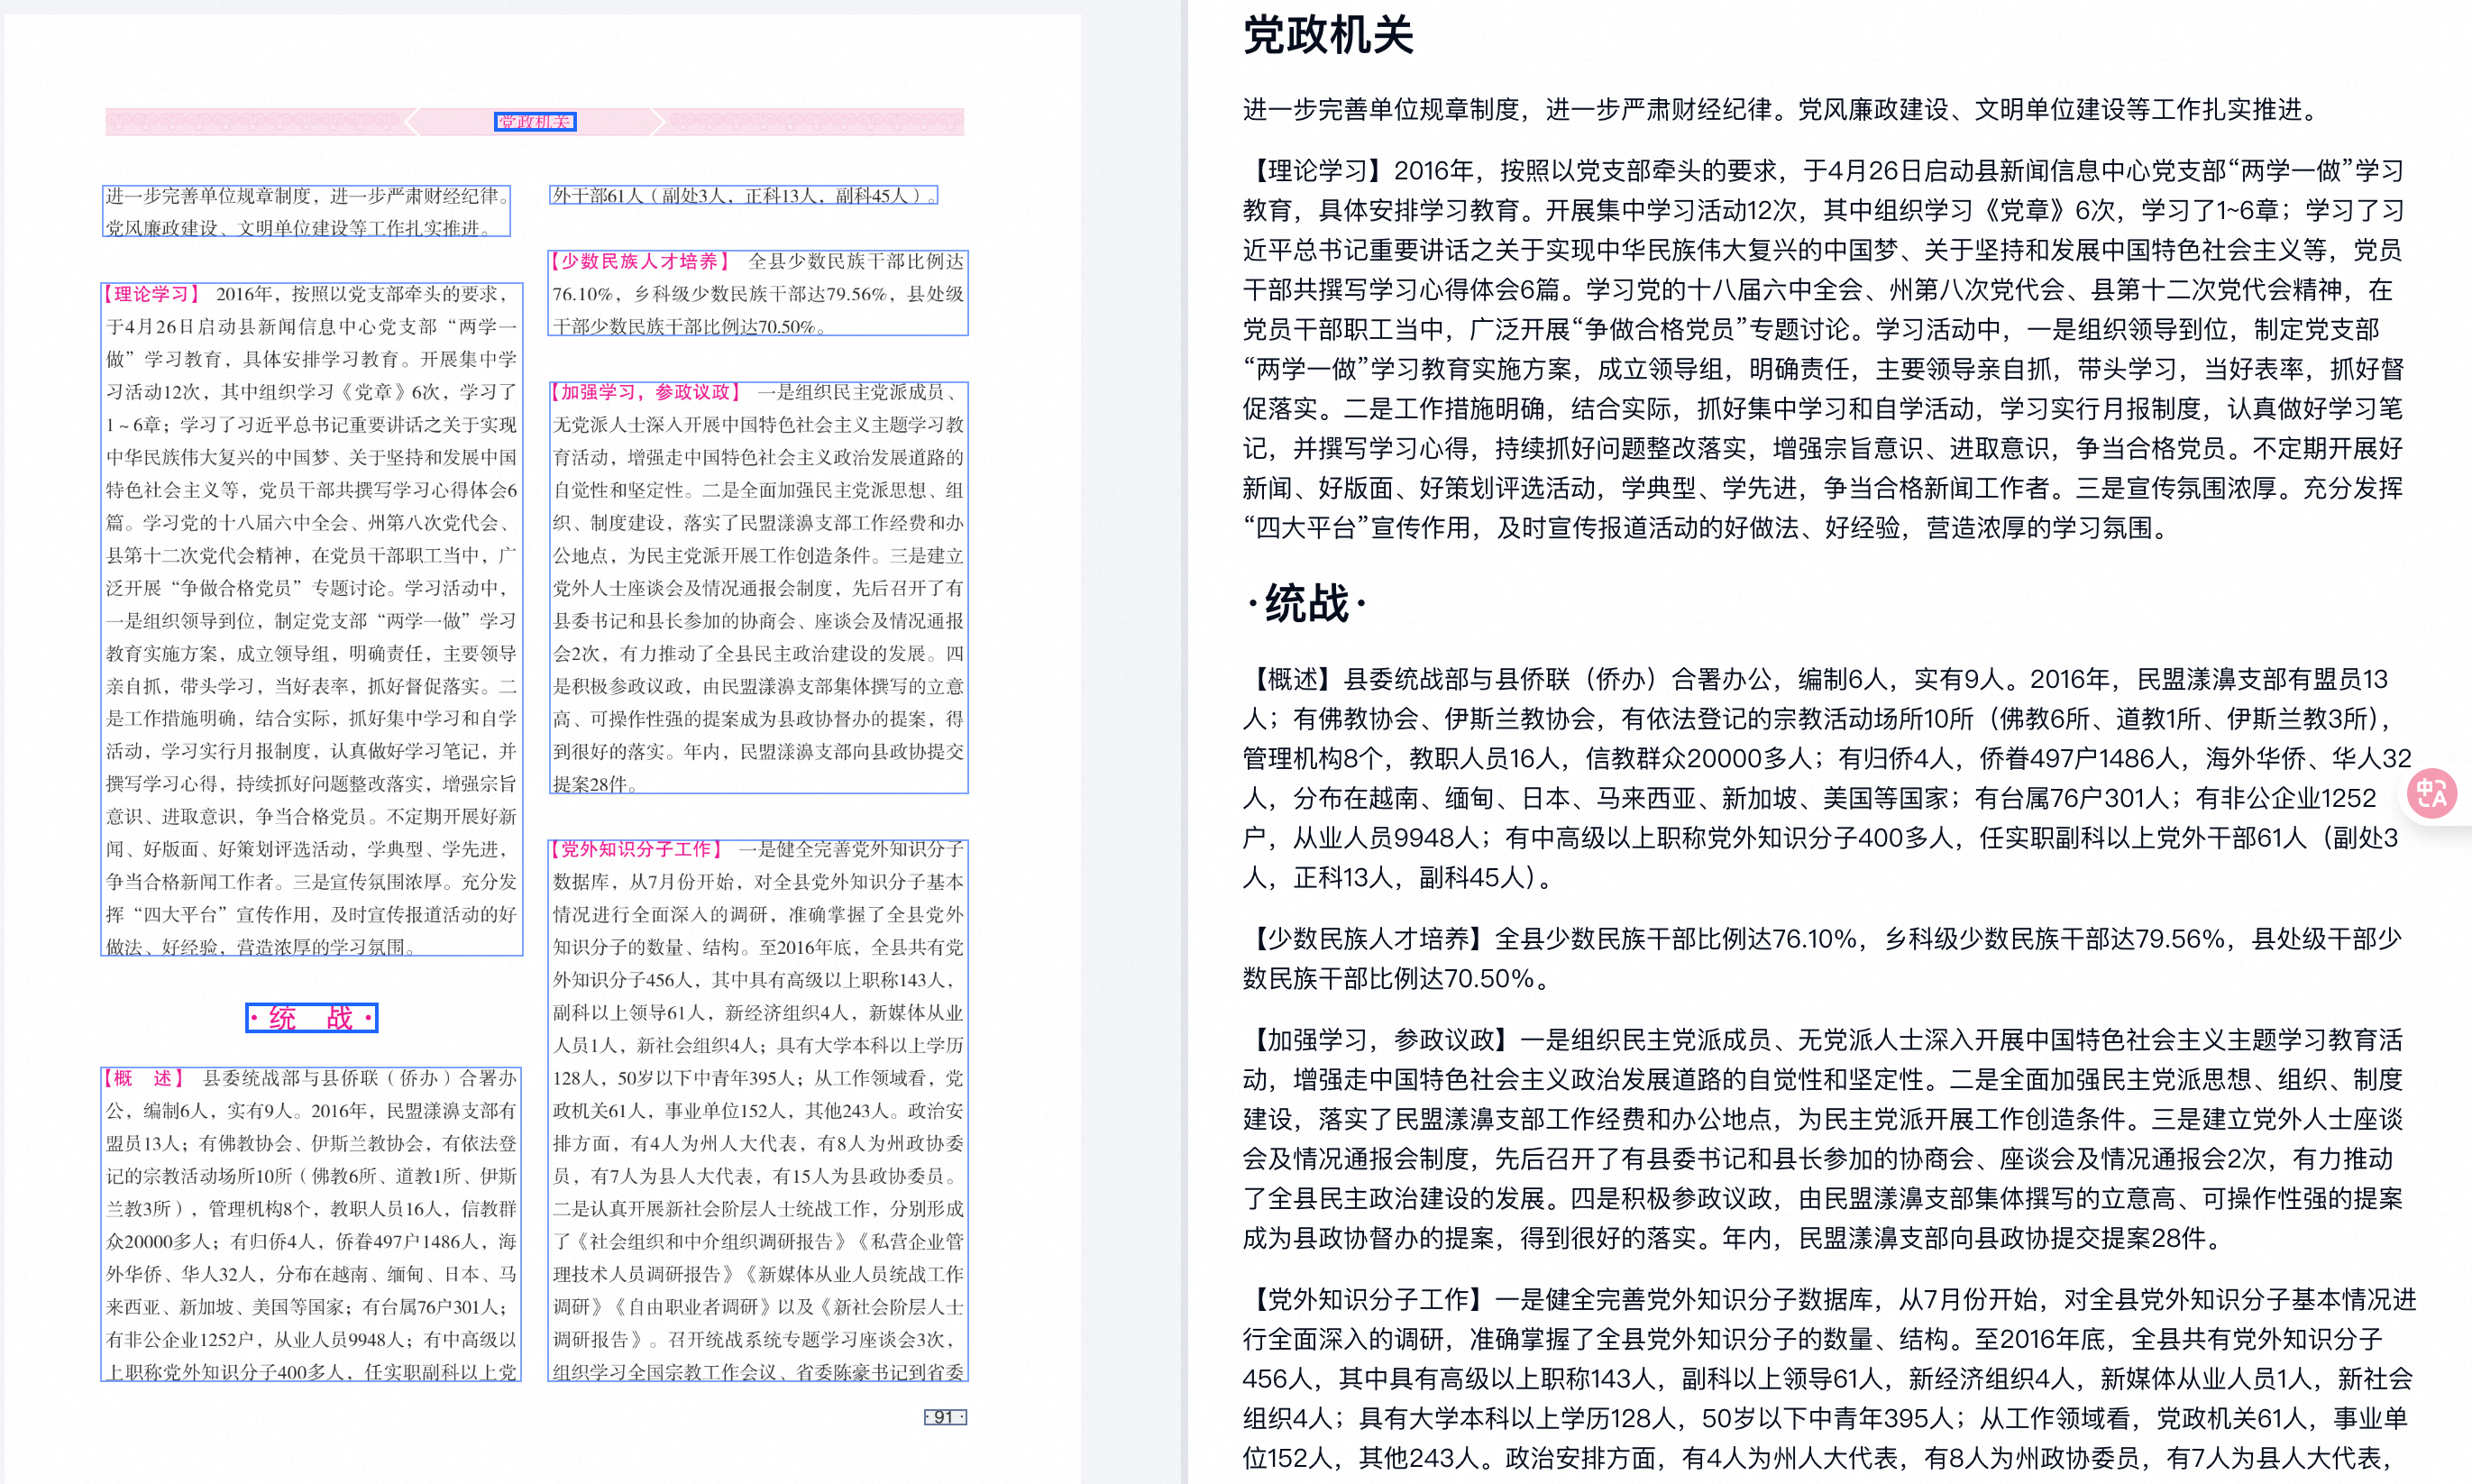 党政机关
进一步完善单位规章制度，进一步严肃财经纪律。
党风廉政建设、文明单位建设等工作扎实推进。
【理论学习】 2016年，按照以党支部牵头的要求，
于4月26日启动县新闻信息中心党支部“两学一
做”学习教育，具体安排学习教育。开展集中学
习活动12次，其中组织学习《党章》6次，学习了
1~6章；学习了习近平总书记重要讲话之关于实现
中华民族伟大复兴的中国梦、关于坚持和发展中国
特色社会主义等，党员干部共撰写学习心得体会6
篇。学习党的十八届六中全会、州第八次党代会、
县第十二次党代会精神，在党员干部职工当中，广
泛开展“争做合格党员”专题讨论。学习活动中，
一是组织领导到位，制定党支部“两学一做”学习
教育实施方案，成立领导组，明确责任，主要领导
亲自抓，带头学习，当好表率，抓好督促落实。二
是工作措施明确，结合实际，抓好集中学习和自学
活动，学习实行月报制度，认真做好学习笔记，并
撰写学习心得，持续抓好问题整改落实，增强宗旨
意识、进取意识，争当合格党员。不定期开展好新
闻、好版面、好策划评选活动，学典型、学先进，
争当合格新闻工作者。三是宣传氛围浓厚。充分发
挥“四大平台”宣传作用，及时宣传报道活动的好
做法、好经验，营造浓厚的学习氛围。
·统 战·
【概 述】 县委统战部与县侨联（侨办）合署办
公，编制6人，实有9人。2016年，民盟漾濞支部有
盟员13人；有佛教协会、伊斯兰教协会，有依法登
记的宗教活动场所10所（佛教6所、道教1所、伊斯
兰教3所），管理机构8个，教职人员16人，信教群
众20000多人；有归侨4人，侨眷497户1486人，海
外华侨、华人32人，分布在越南、缅甸、日本、马
来西亚、新加坡、美国等国家；有台属76户301人；
有非公企业1252户，从业人员9948人；有中高级以
上职称党外知识分子400多人，任实职副科以上党
外干部61人（副处3人，正科13人，副科45人）。
【少数民族人才培养】 全县少数民族干部比例达
76.10%，乡科级少数民族干部达79.56%，县处级
干部少数民族干部比例达70.50%。
【加强学习，参政议政】 一是组织民主党派成员、
无党派人士深入开展中国特色社会主义主题学习教
育活动，增强走中国特色社会主义政治发展道路的
自觉性和坚定性。二是全面加强民主党派思想、组
织、制度建设，落实了民盟漾濞支部工作经费和办
公地点，为民主党派开展工作创造条件。三是建立
党外人士座谈会及情况通报会制度，先后召开了有
县委书记和县长参加的协商会、座谈会及情况通报
会2次，有力推动了全县民主政治建设的发展。四
是积极参政议政，由民盟漾濞支部集体撰写的立意
高、可操作性强的提案成为县政协督办的提案，得
到很好的落实。年内，民盟漾濞支部向县政协提交
提案28件。
【党外知识分子工作】 一是健全完善党外知识分子
数据库，从7月份开始，对全县党外知识分子基本
情况进行全面深入的调研，准确掌握了全县党外
知识分子的数量、结构。至2016年底，全县共有党
外知识分子456人，其中具有高级以上职称143人，
副科以上领导61人，新经济组织4人，新媒体从业
人员1人，新社会组织4人；具有大学本科以上学历
128人，50岁以下中青年395人；从工作领域看，党
政机关61人，事业单位152人，其他243人。政治安
排方面，有4人为州人大代表，有8人为州政协委
员，有7人为县人大代表，有15人为县政协委员。
二是认真开展新社会阶层人士统战工作，分别形成
了《社会组织和中介组织调研报告》《私营企业管
理技术人员调研报告》《新媒体从业人员统战工作
调研》《自由职业者调研》以及《新社会阶层人士
调研报告》。召开统战系统专题学习座谈会3次，
组织学习全国宗教工作会议、省委陈豪书记到省委
· 91 ·
党政机关
进一步完善单位规章制度，进一步严肃财经纪律。党风廉政建设、文明单位建设等工作扎实推进。
【理论学习】2016年，按照以党支部牵头的要求，于4月26日启动县新闻信息中心党支部“两学一做”学习
教育，具体安排学习教育。开展集中学习活动12次，其中组织学习《党章》6次，学习了1~6章；学习了习
近平总书记重要讲话之关于实现中华民族伟大复兴的中国梦、关于坚持和发展中国特色社会主义等，党员
干部共撰写学习心得体会6篇。学习党的十八届六中全会、州第八次党代会、县第十二次党代会精神，在
党员干部职工当中，广泛开展“争做合格党员”专题讨论。学习活动中，一是组织领导到位，制定党支部
“两学一做”学习教育实施方案，成立领导组，明确责任，主要领导亲自抓，带头学习，当好表率，抓好督
促落实。二是工作措施明确，结合实际，抓好集中学习和自学活动，学习实行月报制度，认真做好学习笔
记，并撰写学习心得，持续抓好问题整改落实，增强宗旨意识、进取意识，争当合格党员。不定期开展好
新闻、好版面、好策划评选活动，学典型、学先进，争当合格新闻工作者。三是宣传氛围浓厚。充分发挥
“四大平台”宣传作用，及时宣传报道活动的好做法、好经验，营造浓厚的学习氛围。
·统战·
【概述】县委统战部与县侨联（侨办）合署办公，编制6人，实有9人。2016年，民盟漾濞支部有盟员13
人；有佛教协会、伊斯兰教协会，有依法登记的宗教活动场所10所（佛教6所、道教1所、伊斯兰教3所），
管理机构8个，教职人员16人，信教群众20000多人；有归侨4人，侨眷497户1486人，海外华侨、华人32
人，分布在越南、缅甸、日本、马来西亚、新加坡、美国等国家；有台属76户301人；有非公企业1252
户，从业人员9948人；有中高级以上职称党外知识分子400多人，任实职副科以上党外干部61人（副处3
人，正科13人，副科45人）。
【少数民族人才培养】全县少数民族干部比例达76.10%，乡科级少数民族干部达79.56%，县处级干部少
数民族干部比例达70.50%。
【加强学习，参政议政】一是组织民主党派成员、无党派人士深入开展中国特色社会主义主题学习教育活
动，增强走中国特色社会主义政治发展道路的自觉性和坚定性。二是全面加强民主党派思想、组织、制度
建设，落实了民盟漾濞支部工作经费和办公地点，为民主党派开展工作创造条件。三是建立党外人士座谈
会及情况通报会制度，先后召开了有县委书记和县长参加的协商会、座谈会及情况通报会2次，有力推动
了全县民主政治建设的发展。四是积极参政议政，由民盟漾濞支部集体撰写的立意高、可操作性强的提案
成为县政协督办的提案，得到很好的落实。年内，民盟漾濞支部向县政协提交提案28件。
【党外知识分子工作】一是健全完善党外知识分子数据库，从7月份开始，对全县党外知识分子基本情况进
行全面深入的调研，准确掌握了全县党外知识分子的数量、结构。至2016年底，全县共有党外知识分子
456人，其中具有高级以上职称143人，副科以上领导61人，新经济组织4人，新媒体从业人员1人，新社会
组织4人；具有大学本科以上学历128人，50岁以下中青年395人；从工作领域看，党政机关61人，事业单
位152人，其他243人。政治安排方面，有4人为州人大代表，有8人为州政协委员，有7人为县人大代表，
中A